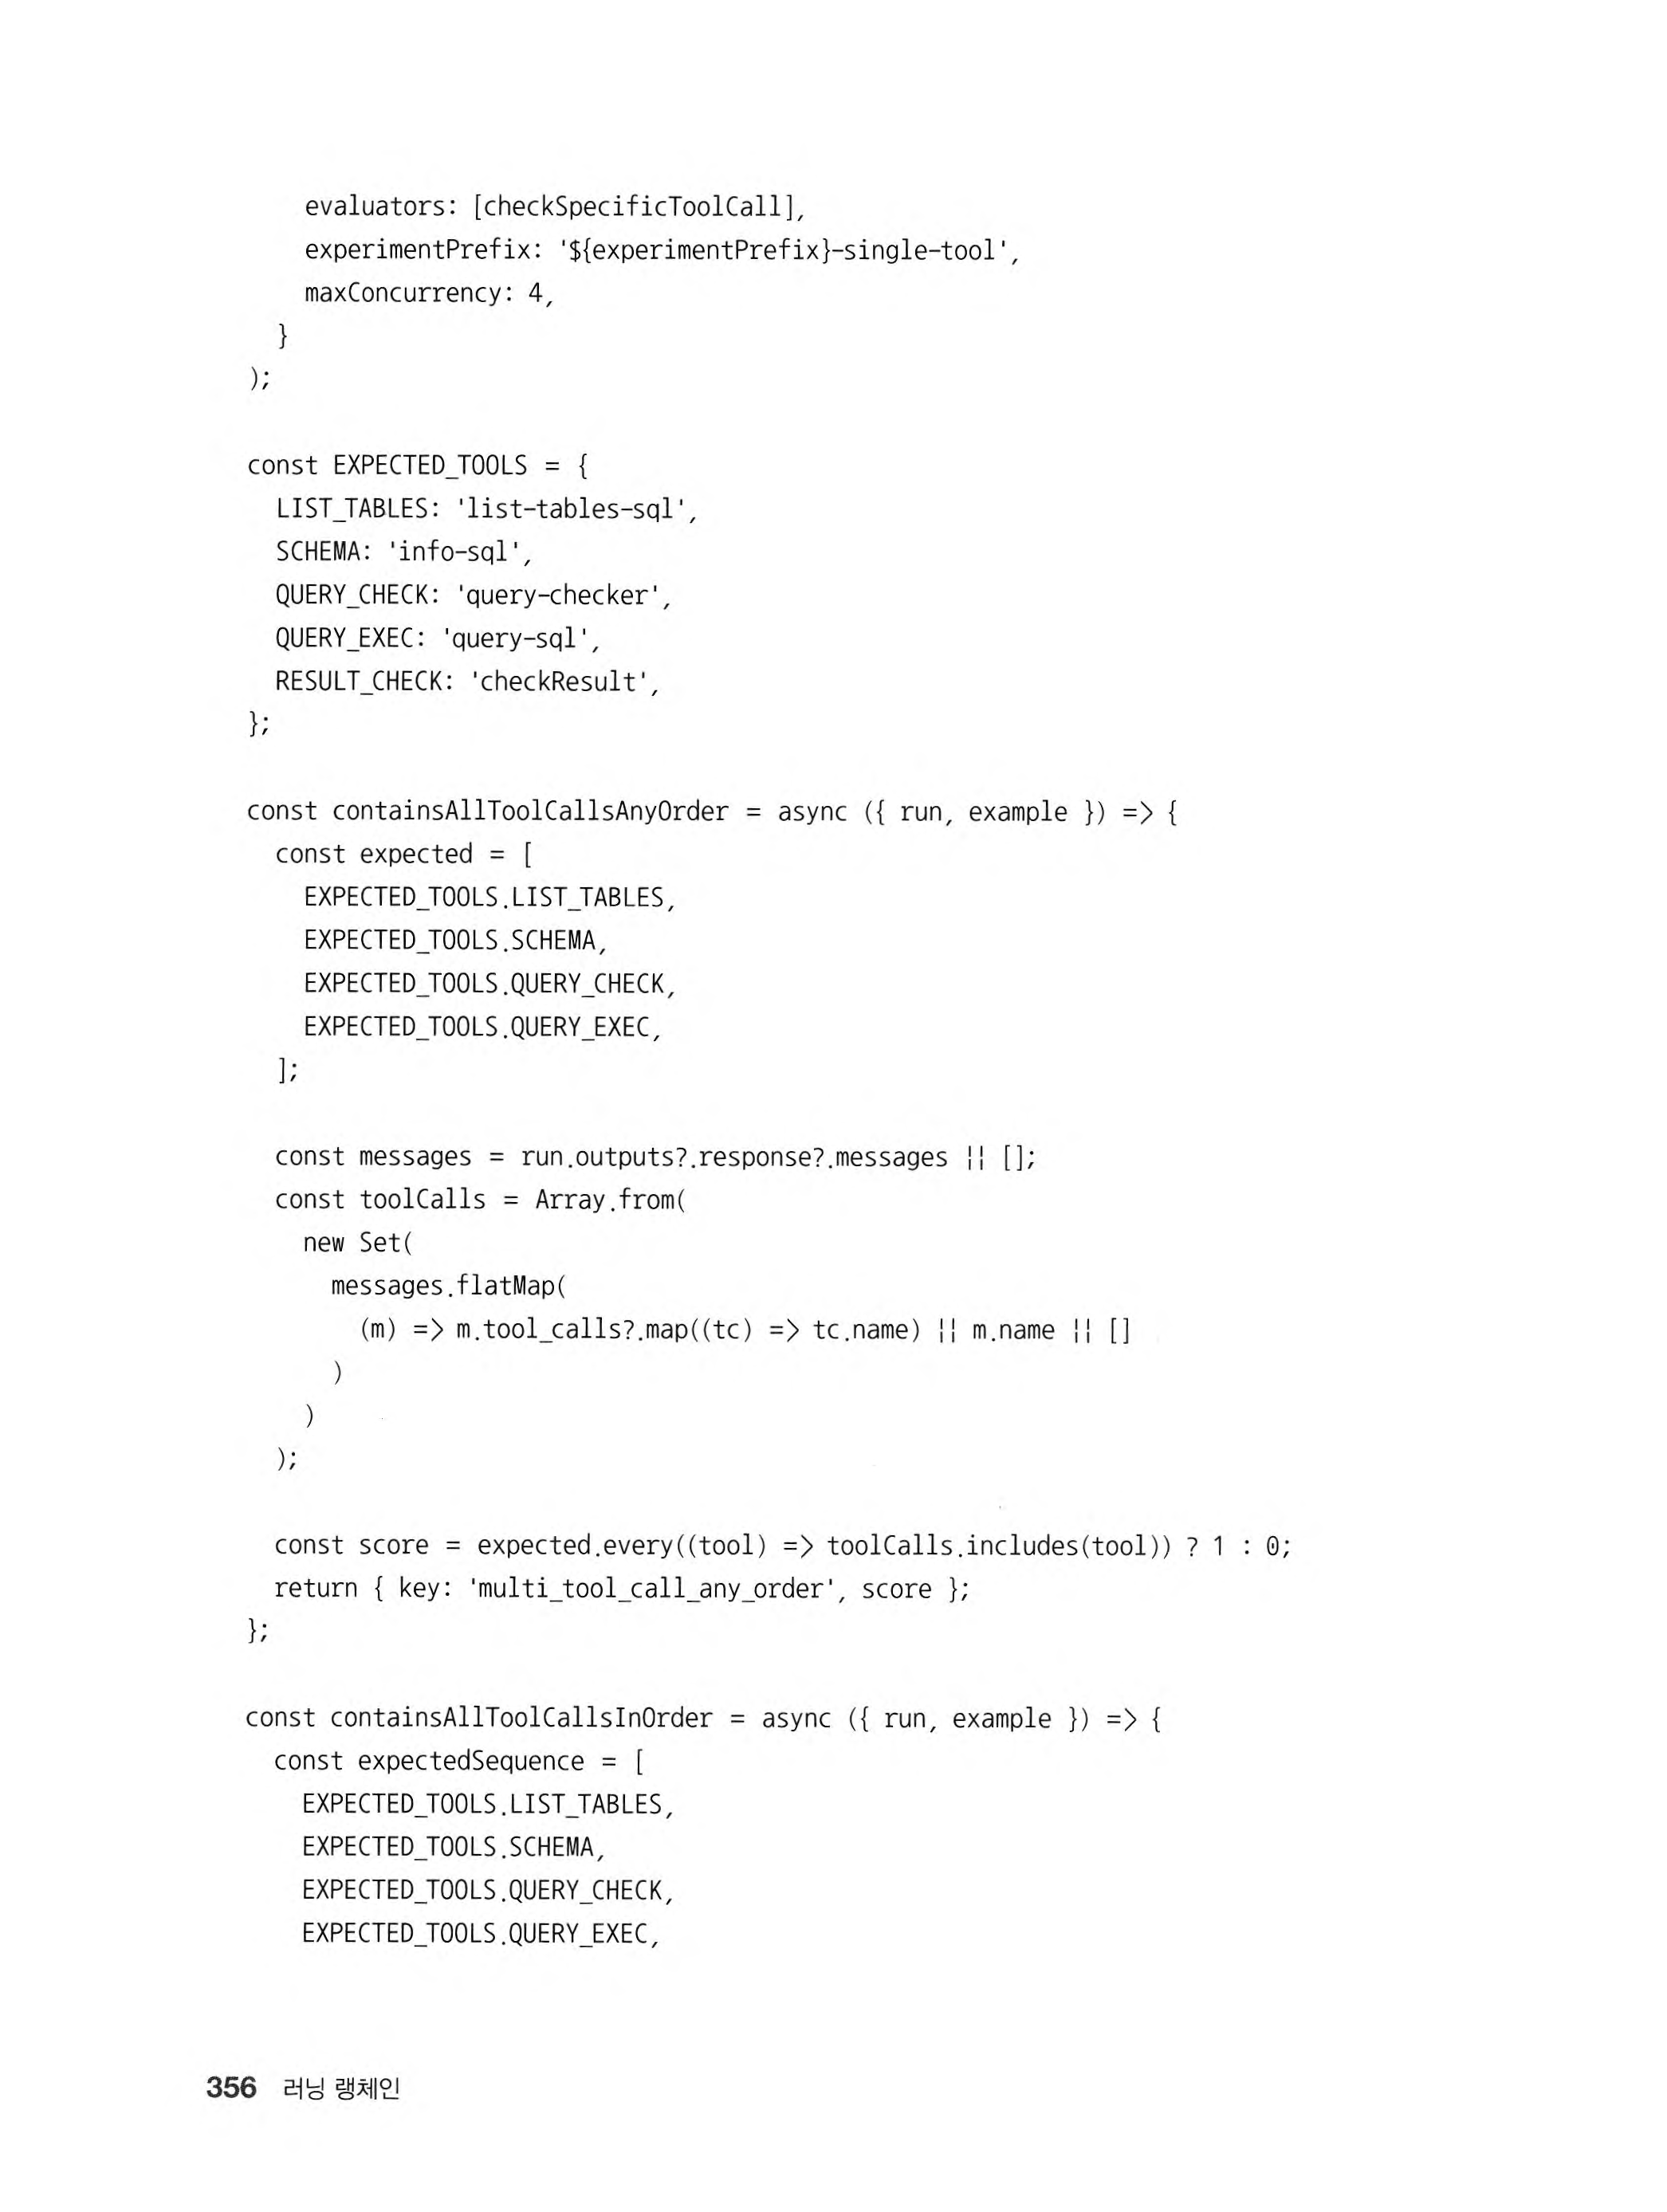 evaluators: [checkSpecificToolCall],
    experimentPrefix: '${experimentPrefix}-single-tool',
    maxConcurrency: 4,
  }
);

const EXPECTED_TOOLS = {
  LIST_TABLES: 'list-tables-sql',
  SCHEMA: 'info-sql',
  QUERY_CHECK: 'query-checker',
  QUERY_EXEC: 'query-sql',
  RESULT_CHECK: 'checkResult',
};

const containsAllToolCallsAnyOrder = async ({ run, example }) => {
  const expected = [
    EXPECTED_TOOLS.LIST_TABLES,
    EXPECTED_TOOLS.SCHEMA,
    EXPECTED_TOOLS.QUERY_CHECK,
    EXPECTED_TOOLS.QUERY_EXEC,
  ];

  const messages = run.outputs?.response?.messages || [];
  const toolCalls = Array.from(
    new Set(
      messages.flatMap(
        (m) => m.tool_calls?.map((tc) => tc.name) || m.name || []
      )
    )
  );

  const score = expected.every((tool) => toolCalls.includes(tool)) ? 1 : 0;
  return { key: 'multi_tool_call_any_order', score };
};

const containsAllToolCallsInOrder = async ({ run, example }) => {
  const expectedSequence = [
    EXPECTED_TOOLS.LIST_TABLES,
    EXPECTED_TOOLS.SCHEMA,
    EXPECTED_TOOLS.QUERY_CHECK,
    EXPECTED_TOOLS.QUERY_EXEC,

356 러닝 랭체인